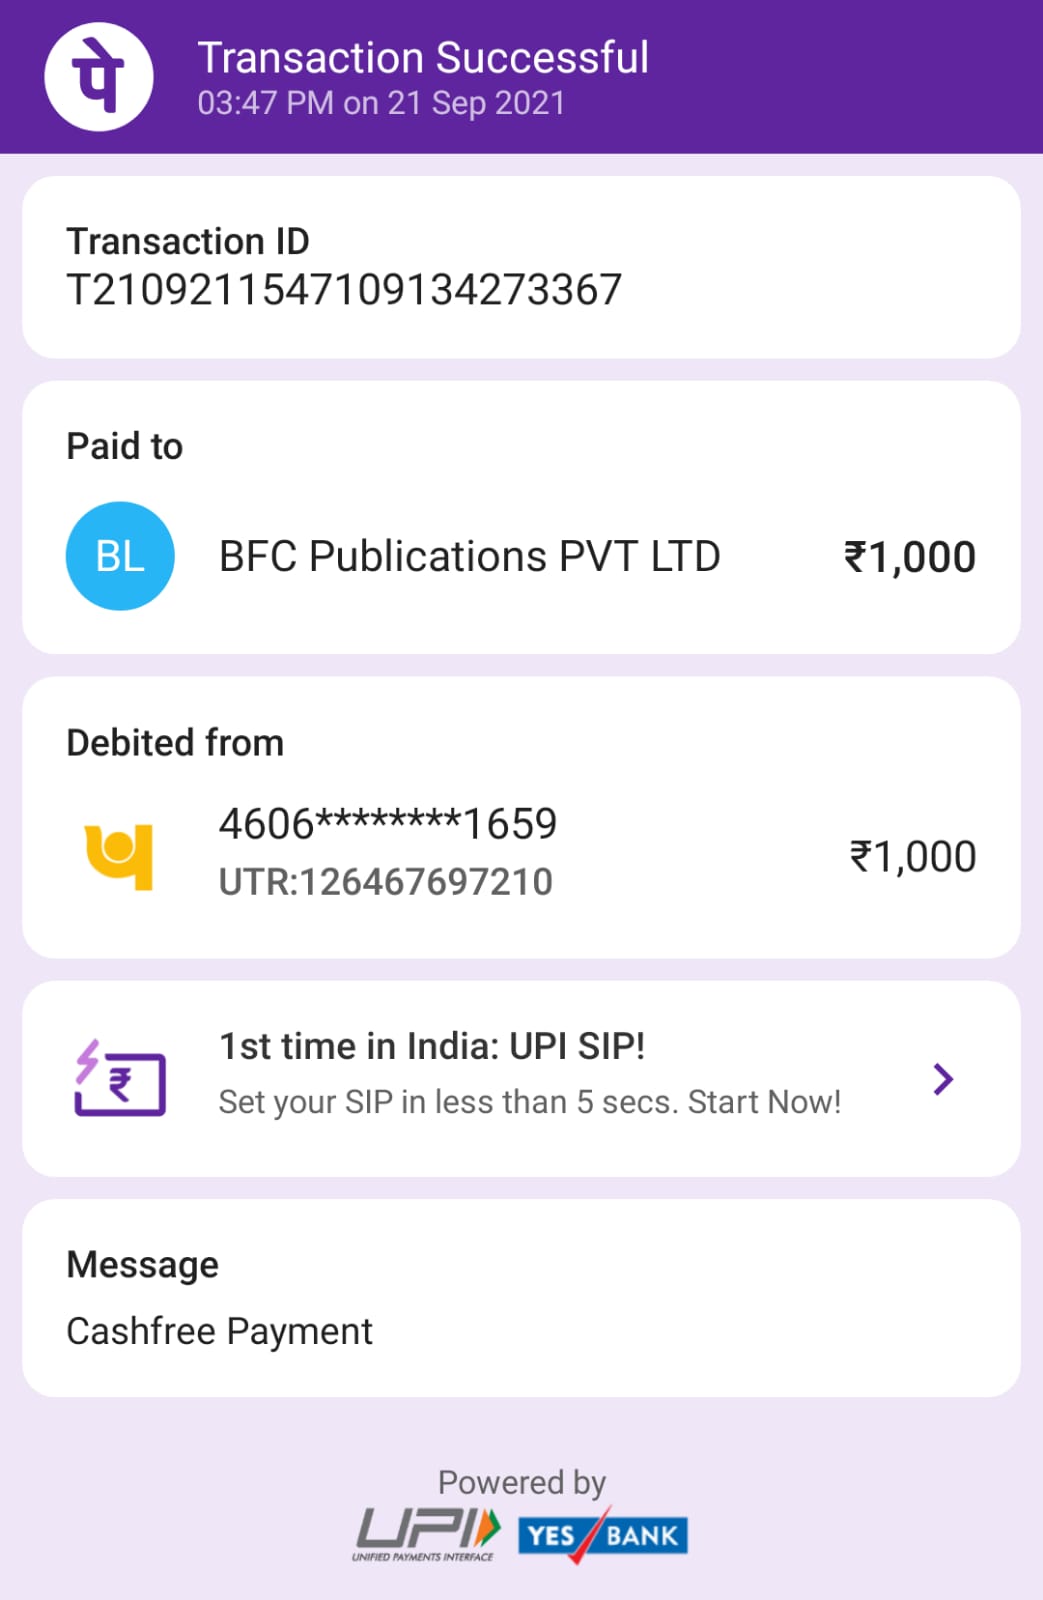 पे
Transaction Successful
03:47 PM on 21 Sep 2021
Transaction ID
T2109211547109134273367
Paid to
BL
BFC Publications PVT LTD
₹1,000
Debited from
4606********1659
UTR:126467697210
₹1,000
1st time in India: UPI SIP!
Set your SIP in less than 5 secs. Start Now!
Message
Cashfree Payment
Powered by
UPI
UNIFIED PAYMENTS INTERFACE
YES BANK